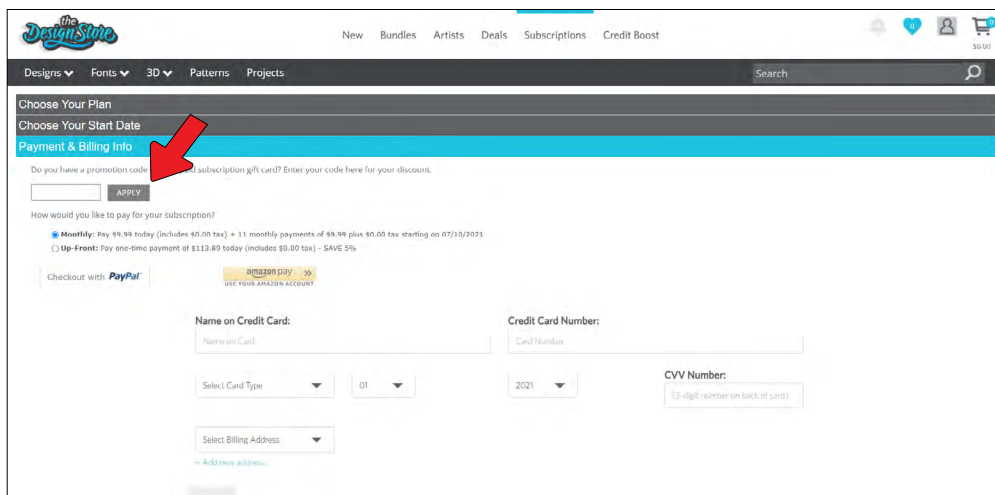 the
DesignStore
New Bundles Artists Deals Subscriptions Credit Boost
0
0
$0.00
Designs Fonts 3D Patterns Projects Search
Choose Your Plan
Choose Your Start Date
Payment & Billing Info
Do you have a promotion code subscription gift card? Enter your code here for your discount.
APPLY
How would you like to pay for your subscription?
Monthly: Pay $9.99 today (includes $0.00 tax) + 11 monthly payments of $9.99 plus $0.00 tax starting on 07/10/2021
Up-Front: Pay one-time payment of $113.89 today (includes $0.00 tax) - SAVE 5%
Checkout with PayPal
amazon pay
USE YOUR AMAZON ACCOUNT
Name on Credit Card: Credit Card Number:
Name on Card Card Number
CVV Number:
Select Card Type 01 2021 (3-digit number on back of card)
Select Billing Address
+ Add new address